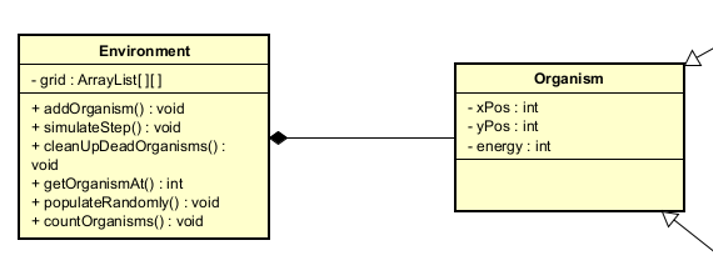 Environment
- grid : ArrayList[ ][ ]
+ addOrganism() : void
+ simulateStep() : void
+ cleanUpDeadOrganisms() :
void
+ getOrganismAt() : int
+ populateRandomly() : void
+ countOrganisms() : void
Organism
- xPos : int
- yPos : int
- energy : int